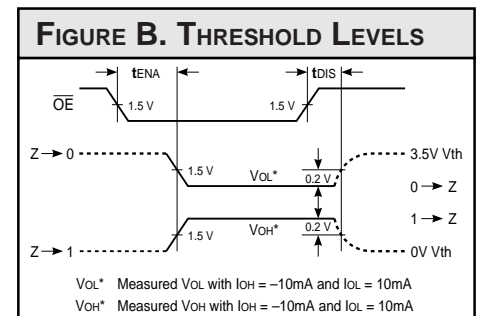 FIGURE B. THRESHOLD LEVELS
tENA tDIS
OE 1.5 V 1.5 V
Z → 0 3.5V Vth
1.5 V VOL* 0.2 V
0 → Z
1 → Z
1.5 V VOH* 0.2 V
Z → 1 0V Vth
VOL* Measured VOL with IOH = –10mA and IOL = 10mA
VOH* Measured VOH with IOH = –10mA and IOL = 10mA